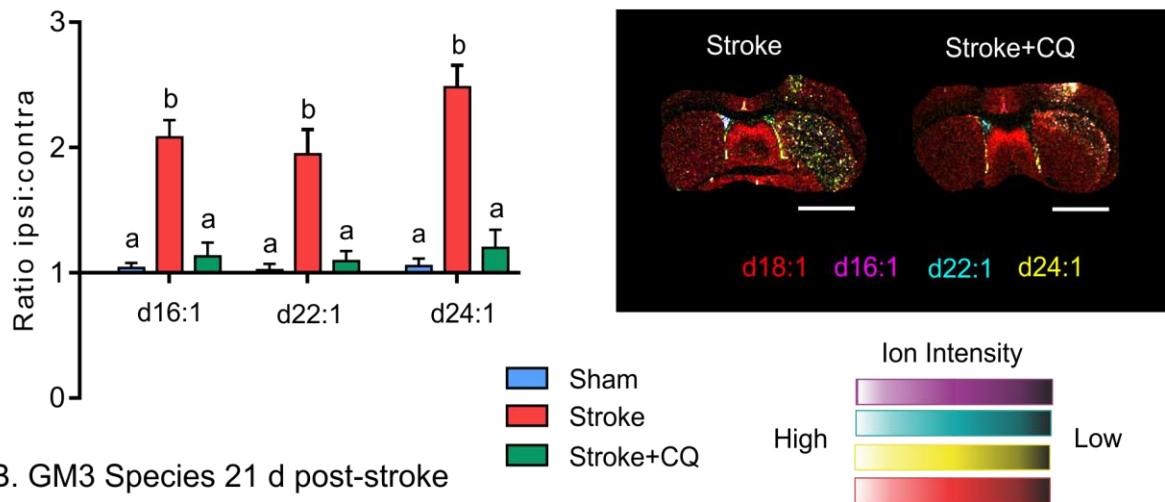 3
2
1
0
Ratio ipsi:contra
b
b
b
a
a
a
a
a
a
d16:1
d22:1
d24:1
Sham
Stroke
Stroke+CQ
Stroke
Stroke+CQ
d18:1 d16:1 d22:1 d24:1
Ion Intensity
High
Low
GM3 Species 21 d post-stroke